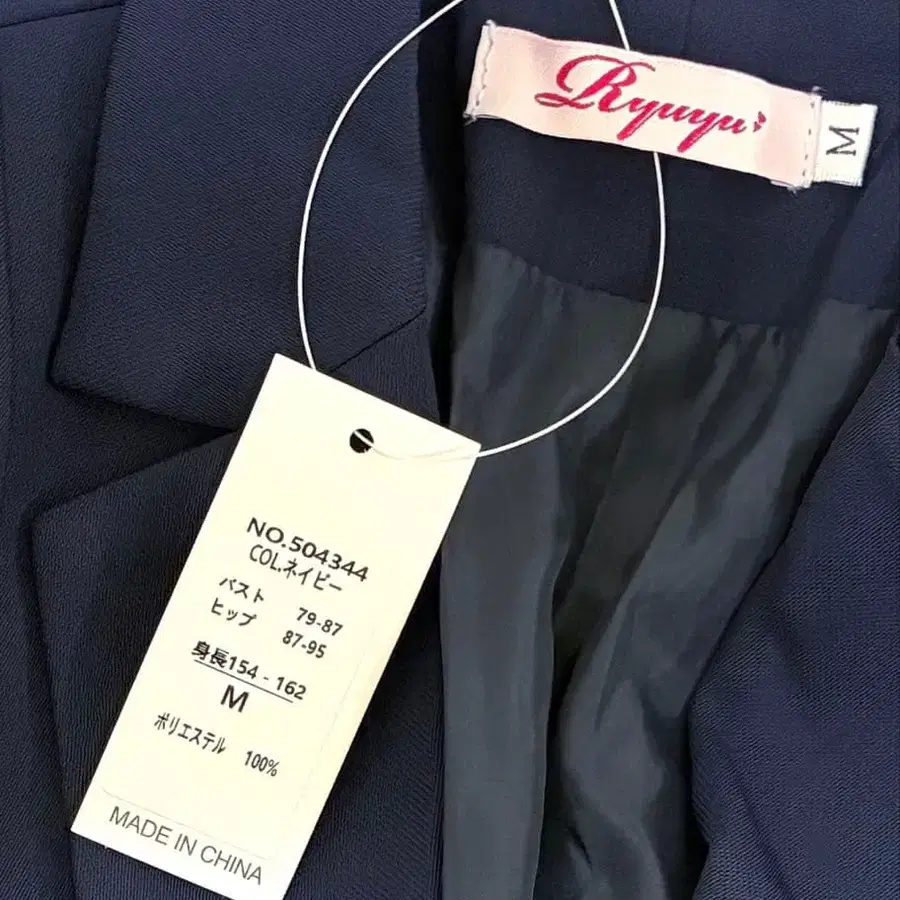 Ryuyu
M
NO.504344
COL.ネイビー
バスト 79-87
ヒップ 87-95
身長154 - 162
M
ポリエステル 100%
MADE IN CHINA